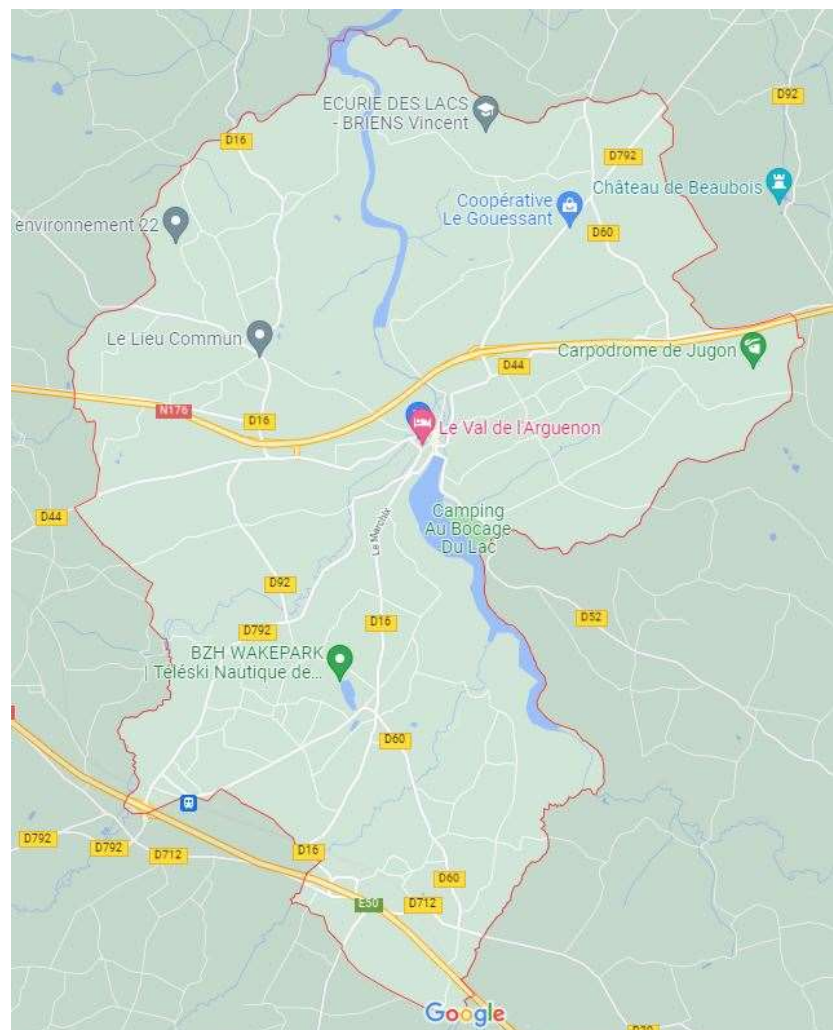 D92
ECURIE DES LACS
- BRIENS Vincent
D16
D792
Château de Beaubois
Coopérative
Le Gouessant
environnement 22
D60
Le Lieu Commun
Carpodrome de Jugon
D44
N176
D16
Le Val de l'Arguenon
D44
Camping
Au Bocage
Du Lac
Le Marchix
D92
D52
D16
D792
BZH WAKEPARK
| Téléski Nautique de...
D60
D792
D792
D712
D16
D60
E50
D712
Google